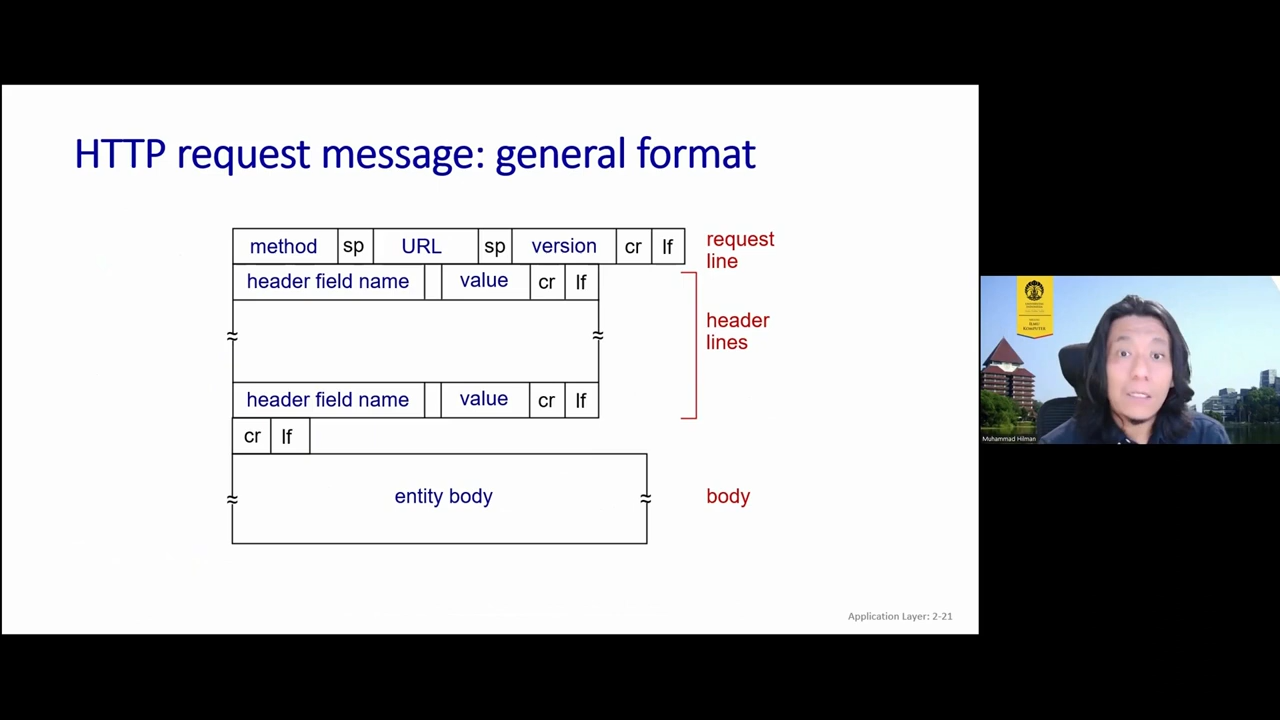 HTTP request message: general format
method sp URL sp version cr lf
request
line
header field name value cr lf
header
lines
≈ ≈
header field name value cr lf
cr lf
≈ entity body ≈
body
Application Layer: 2-21
ILMU
KOMPUTER
Muhammad Hilman